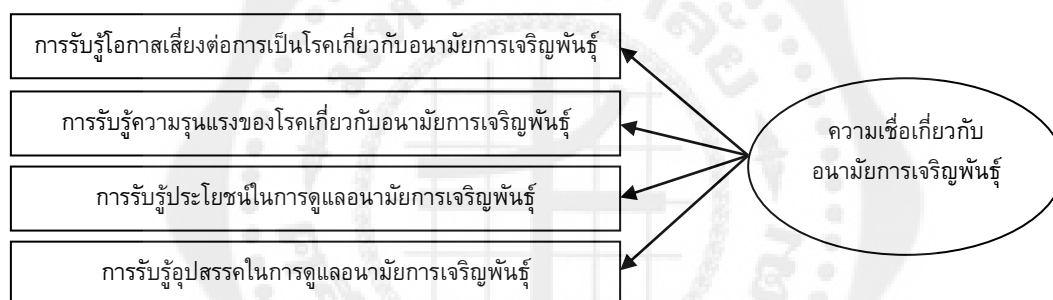 การรับรู้โอกาสเสี่ยงต่อการเป็นโรคเกี่ยวกับอนามัยการเจริญพันธุ์
การรับรู้ความรุนแรงของโรคเกี่ยวกับอนามัยการเจริญพันธุ์
การรับรู้ประโยชน์ในการดูแลอนามัยการเจริญพันธุ์
การรับรู้อุปสรรคในการดูแลอนามัยการเจริญพันธุ์
ความเชื่อเกี่ยวกับ
อนามัยการเจริญพันธุ์